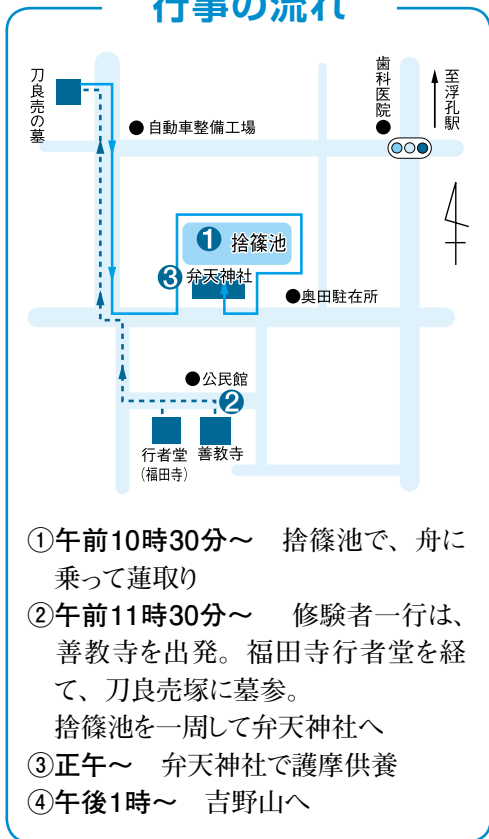 行事の流れ
刀良売の墓
歯科医院
至浮孔駅
自動車整備工場
❶ 捨篠池
❸ 弁天神社
奥田駐在所
公民館
❷
行者堂
(福田寺)
善教寺
①午前10時30分〜　捨篠池で、舟に
乗って蓮取り
②午前11時30分〜　修験者一行は、
善教寺を出発。福田寺行者堂を経
て、刀良売塚に墓参。
捨篠池を一周して弁天神社へ
③正午〜　弁天神社で護摩供養
④午後1時〜　吉野山へ